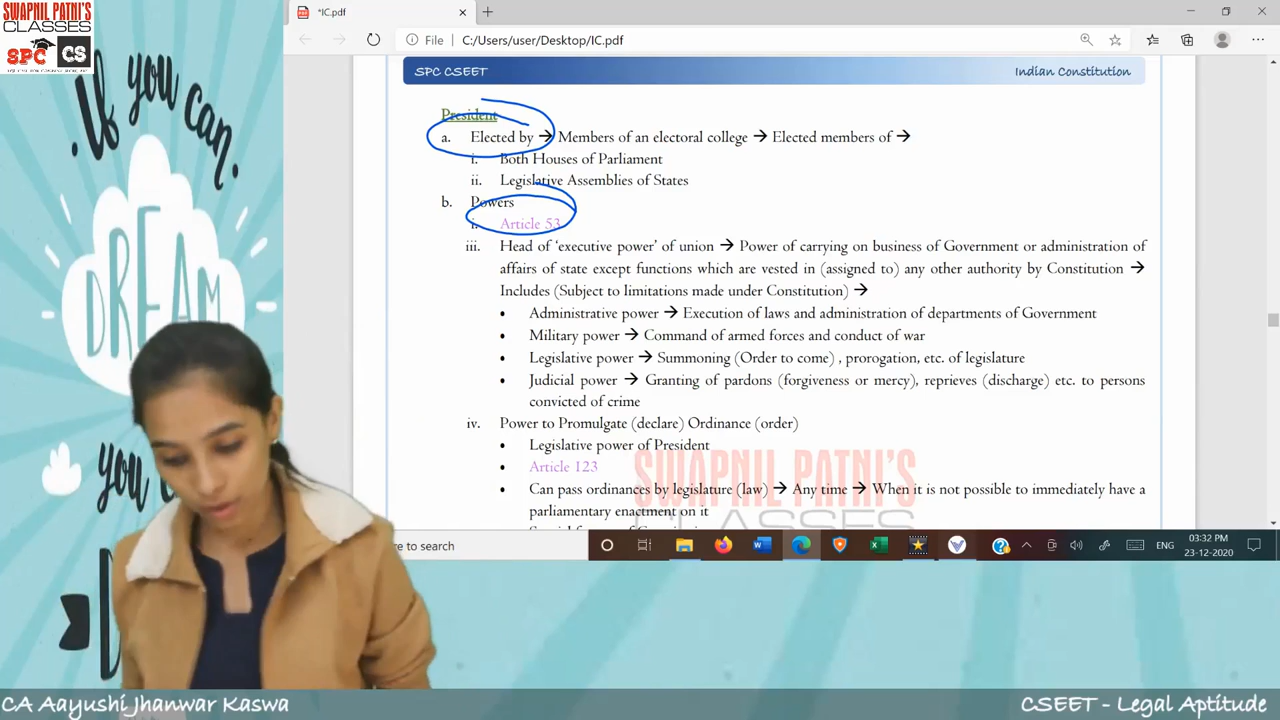 SWAPNIL PATNI'S
CLASSES
SPC CS
If you can,
DREAM
you
*IC.pdf
File C:/Users/user/Desktop/IC.pdf
SPC CSEET Indian Constitution
President
a. Elected by → Members of an electoral college → Elected members of →
i. Both Houses of Parliament
ii. Legislative Assemblies of States
b. Powers
i. Article 53
iii. Head of ‘executive power’ of union → Power of carrying on business of Government or administration of
affairs of state except functions which are vested in (assigned to) any other authority by Constitution →
Includes (Subject to limitations made under Constitution) →
• Administrative power → Execution of laws and administration of departments of Government
• Military power → Command of armed forces and conduct of war
• Legislative power → Summoning (Order to come) , prorogation, etc. of legislature
• Judicial power → Granting of pardons (forgiveness or mercy), reprieves (discharge) etc. to persons
convicted of crime
iv. Power to Promulgate (declare) Ordinance (order)
• Legislative power of President
• Article 123
• Can pass ordinances by legislature (law) → Any time → When it is not possible to immediately have a
parliamentary enactment on it
SWAPNIL PATNI'S
CLASSES
re to search
ENG
03:32 PM
23-12-2020
CA Aayushi Jhanwar Kaswa CSEET - Legal Aptitude